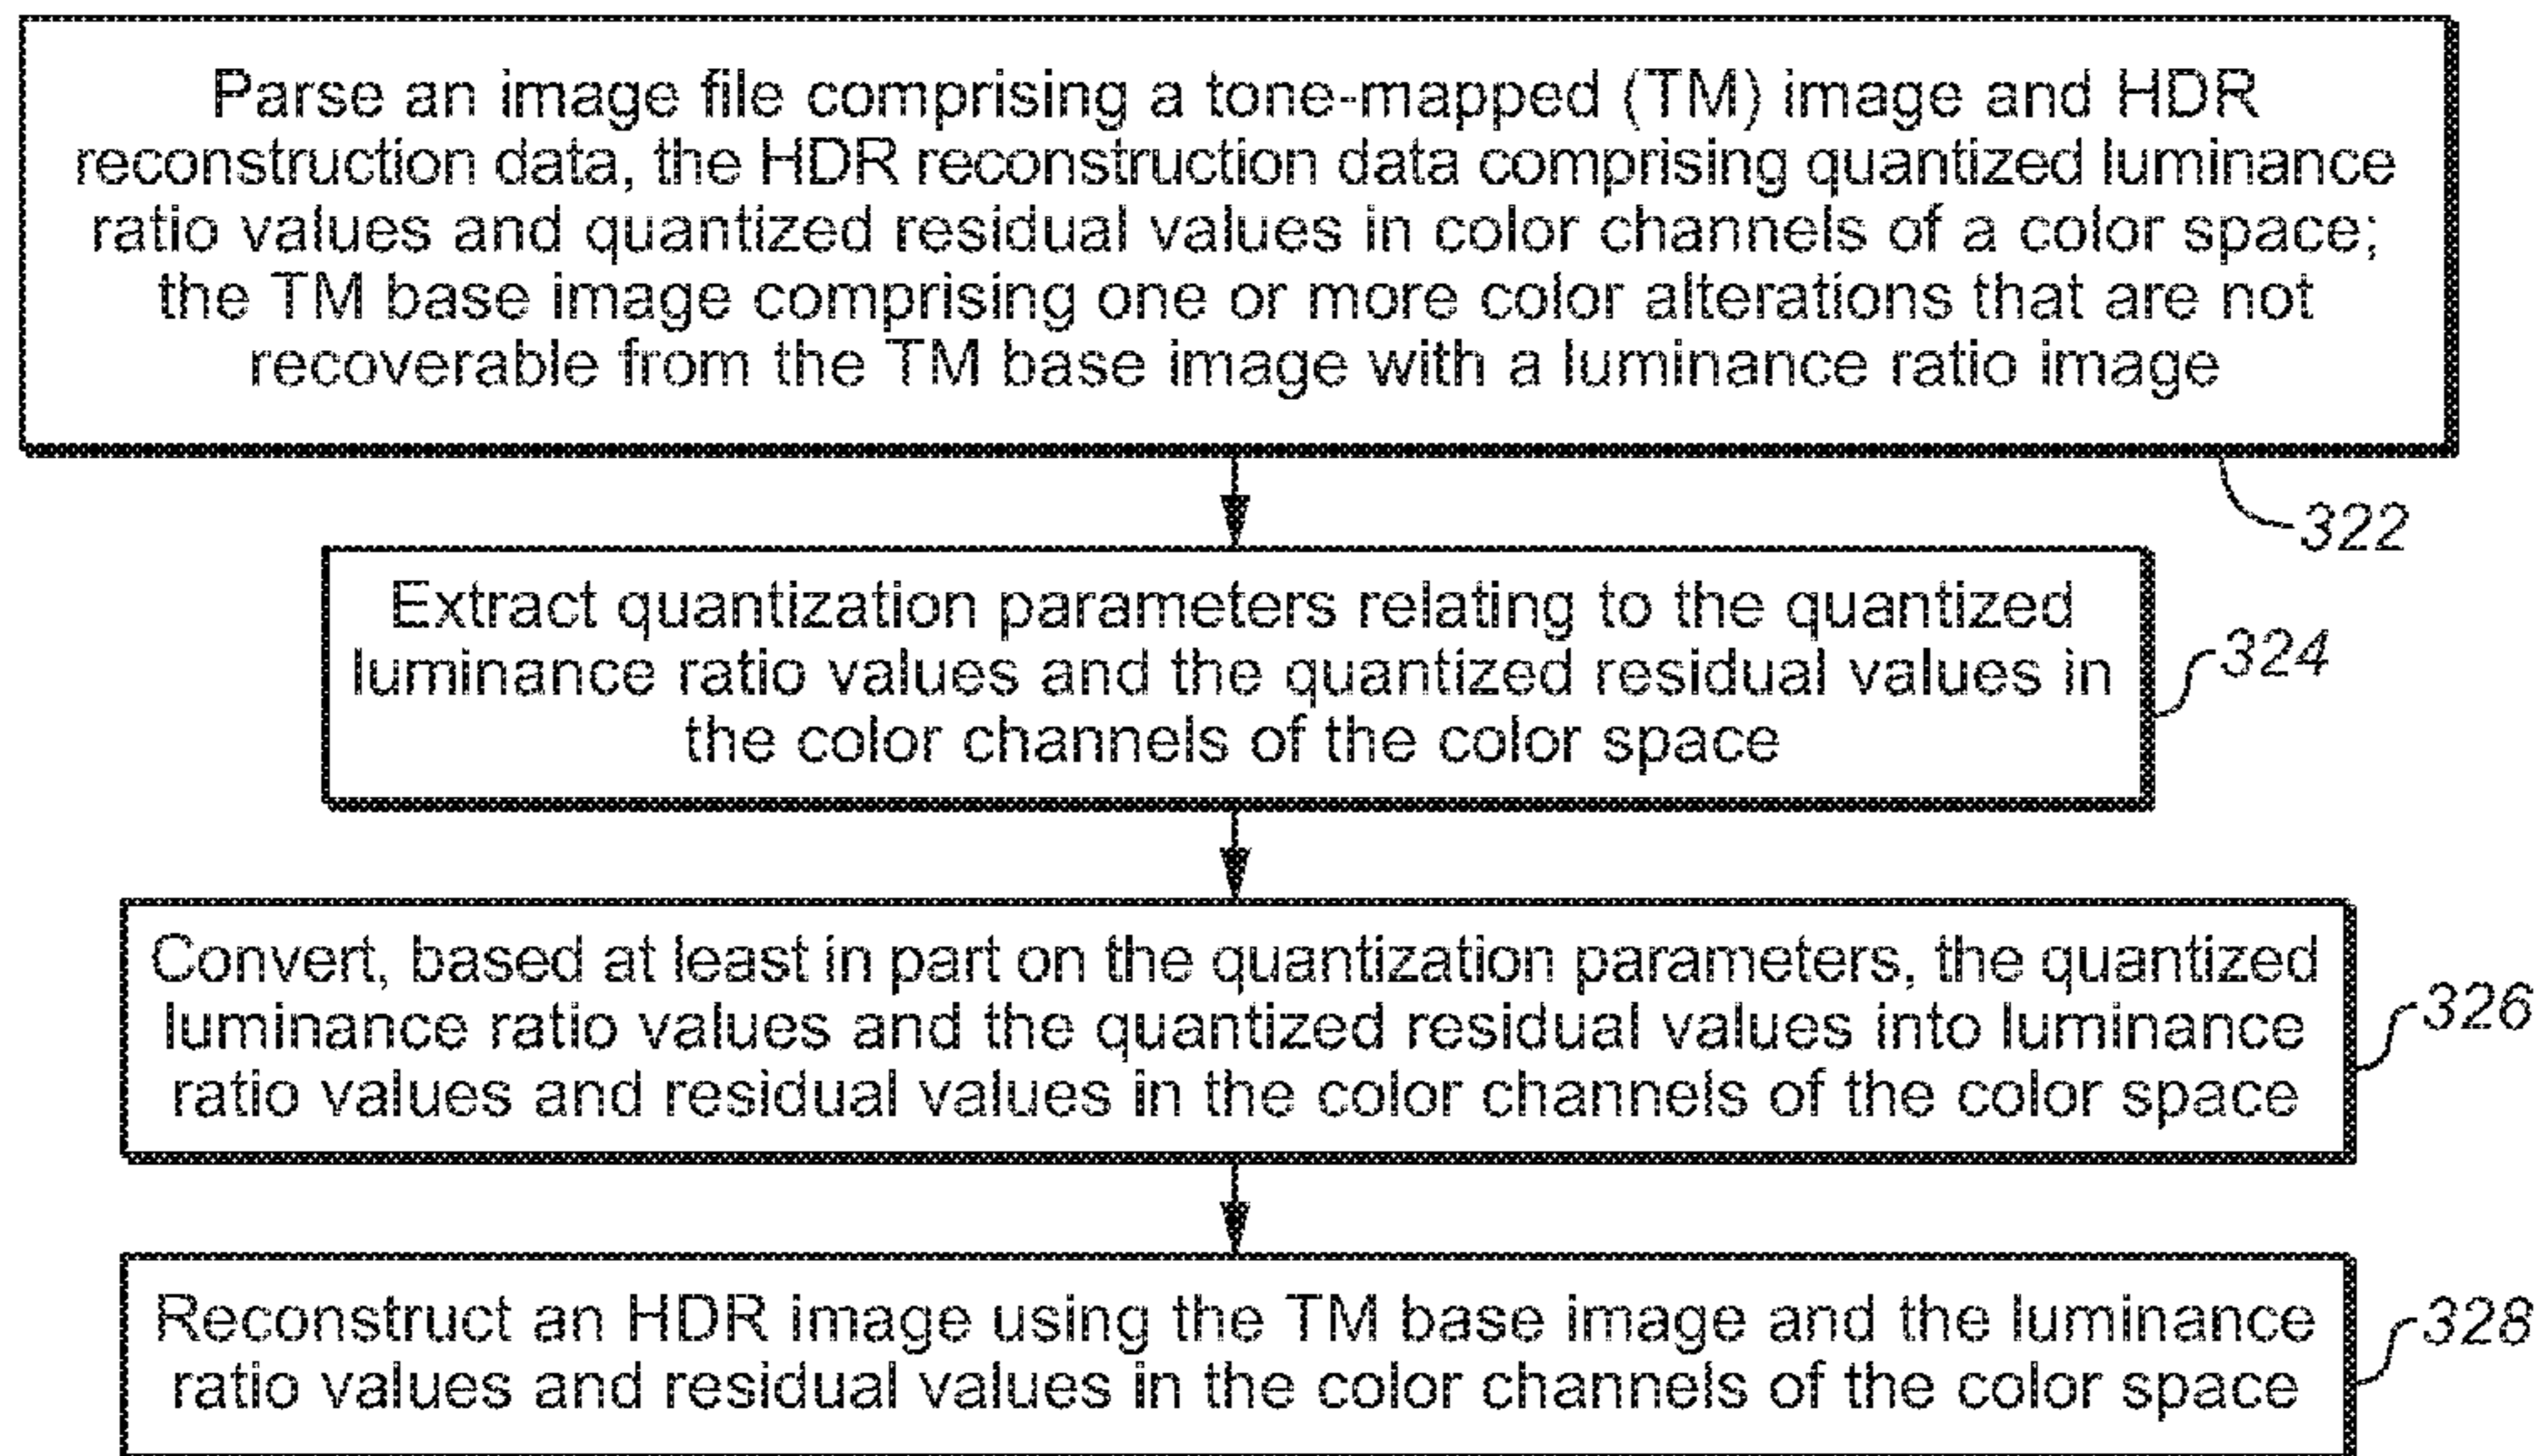 Parse an image file comprising a tone-mapped (TM) image and HDR
reconstruction data, the HDR reconstruction data comprising quantized luminance
ratio values and quantized residual values in color channels of a color space;
the TM base image comprising one or more color alterations that are not
recoverable from the TM base image with a luminance ratio image
322
Extract quantization parameters relating to the quantized
luminance ratio values and the quantized residual values in
the color channels of the color space
324
Convert, based at least in part on the quantization parameters, the quantized
luminance ratio values and the quantized residual values into luminance
ratio values and residual values in the color channels of the color space
326
Reconstruct an HDR image using the TM base image and the luminance
ratio values and residual values in the color channels of the color space
328